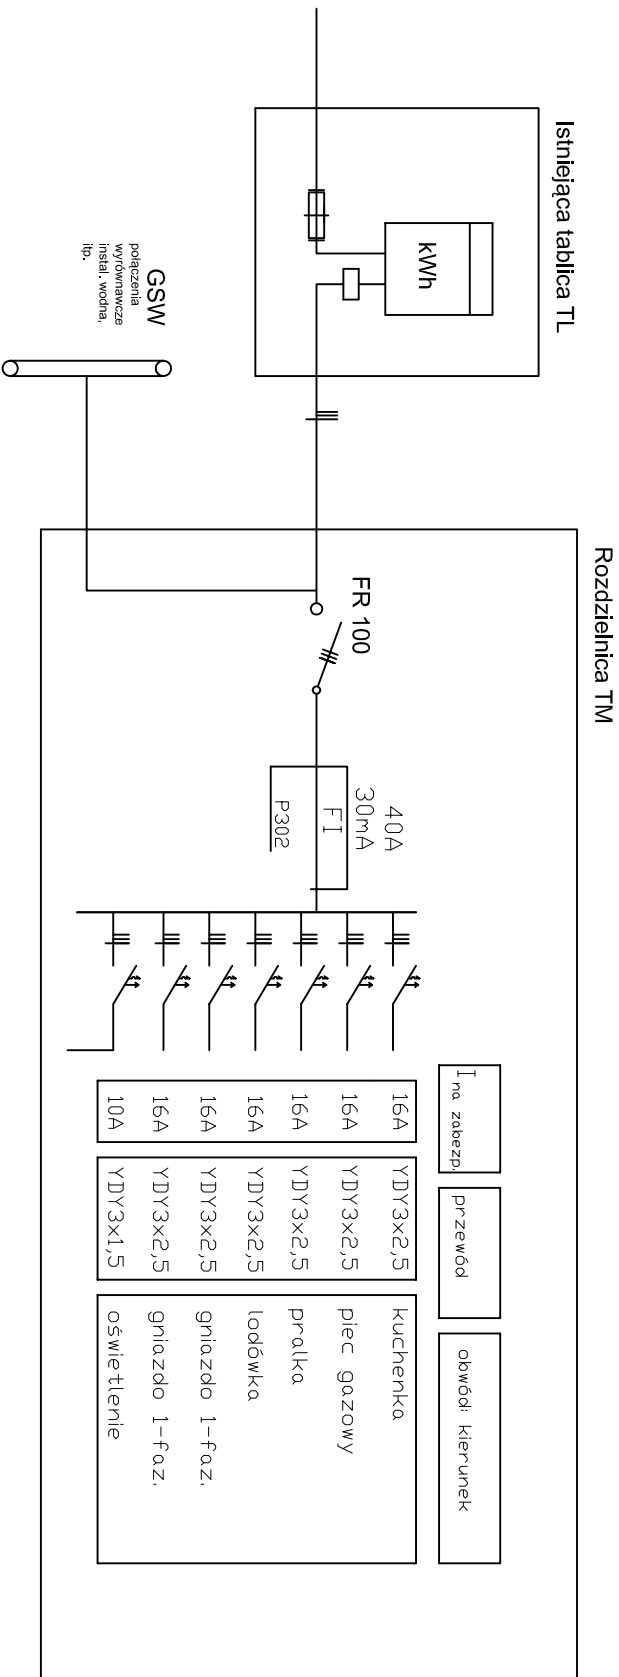 Istniejąca tablica TL
kWh
GSW
połączenia
wyrównawcze
instal. wodna,
itp.
Rozdzielnica TM
FR 100
40A
30mA
FI
P302
I na zabezp.
przewód
obwód: kierunek
16A YDY3x2,5 kuchenka
16A YDY3x2,5 piec gazowy
16A YDY3x2,5 pralka
16A YDY3x2,5 lodówka
16A YDY3x2,5 gniazdo 1-faz.
16A YDY3x2,5 gniazdo 1-faz.
10A YDY3x1,5 oświetlenie